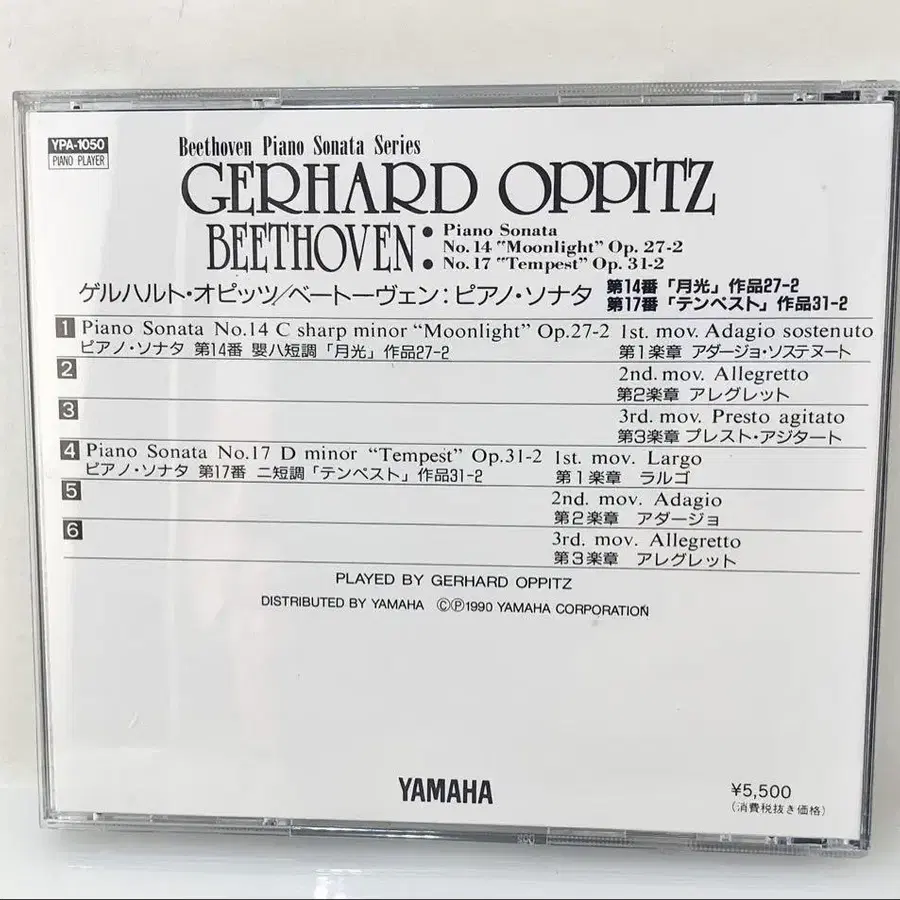 YPA-1050
PIANO PLAYER
Beethoven Piano Sonata Series
GERHARD OPPITZ
BEETHOVEN:
Piano Sonata
No.14 “Moonlight” Op. 27-2
No.17 “Tempest” Op. 31-2
ゲルハルト・オピッツ/ベートーヴェン:ピアノ・ソナタ
第14番「月光」作品27-2
第17番「テンペスト」作品31-2
1 Piano Sonata No.14 C sharp minor “Moonlight” Op.27-2 1st. mov. Adagio sostenuto
ピアノ・ソナタ 第14番 嬰ハ短調「月光」作品27-2 第1楽章 アダージョ・ソステヌート
2 2nd. mov. Allegretto
第2楽章 アレグレット
3 3rd. mov. Presto agitato
第3楽章 プレスト・アジタート
4 Piano Sonata No.17 D minor “Tempest” Op.31-2 1st. mov. Largo
ピアノ・ソナタ 第17番 ニ短調「テンペスト」作品31-2 第1楽章 ラルゴ
5 2nd. mov. Adagio
第2楽章 アダージョ
6 3rd. mov. Allegretto
第3楽章 アレグレット
PLAYED BY GERHARD OPPITZ
DISTRIBUTED BY YAMAHA ©Ⓟ1990 YAMAHA CORPORATION
YAMAHA
¥5,500
(消費税抜き価格)